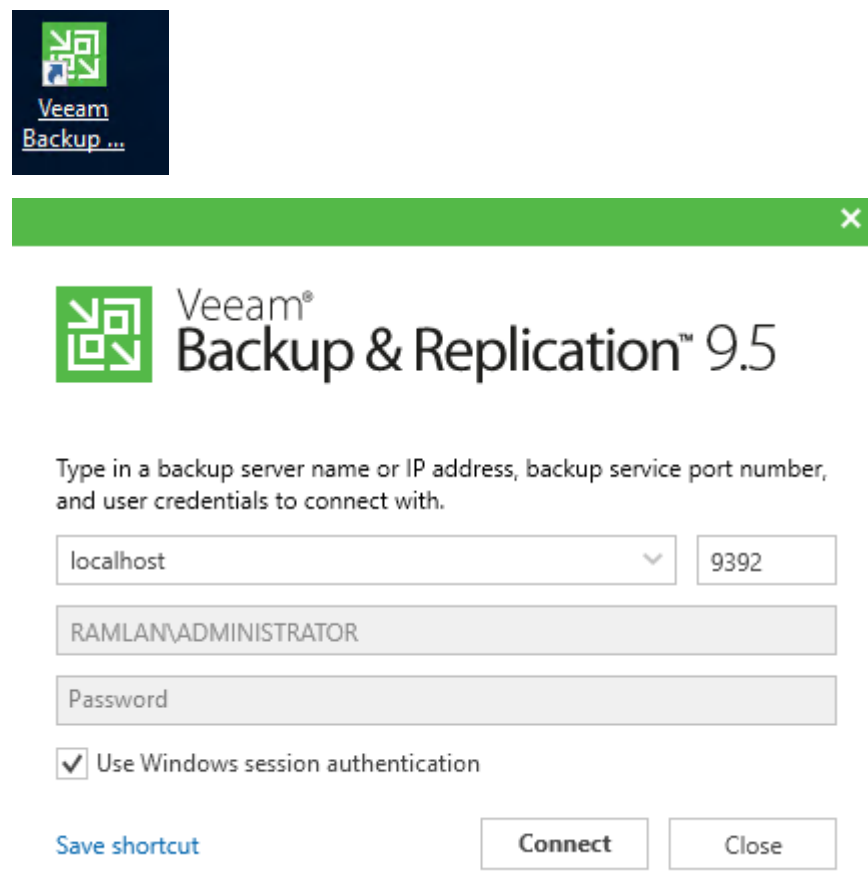 Veeam
Backup ...
Veeam®
Backup & Replication™ 9.5
Type in a backup server name or IP address, backup service port number,
and user credentials to connect with.
localhost
9392
RAMLAN\ADMINISTRATOR
Password
Use Windows session authentication
Save shortcut
Connect
Close